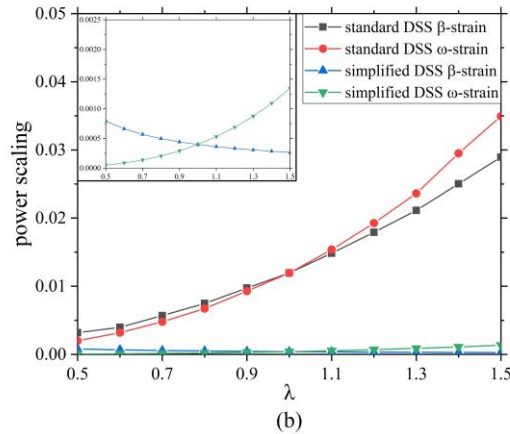 0.05
0.04
0.03
0.02
0.01
0.00
power scaling
0.0025
0.0020
0.0015
0.0010
0.0005
0.0000
0.5 0.7 0.9 1.1 1.3 1.5
standard DSS β-strain
standard DSS ω-strain
simplified DSS β-strain
simplified DSS ω-strain
0.5 0.7 0.9 1.1 1.3 1.5
λ
(b)